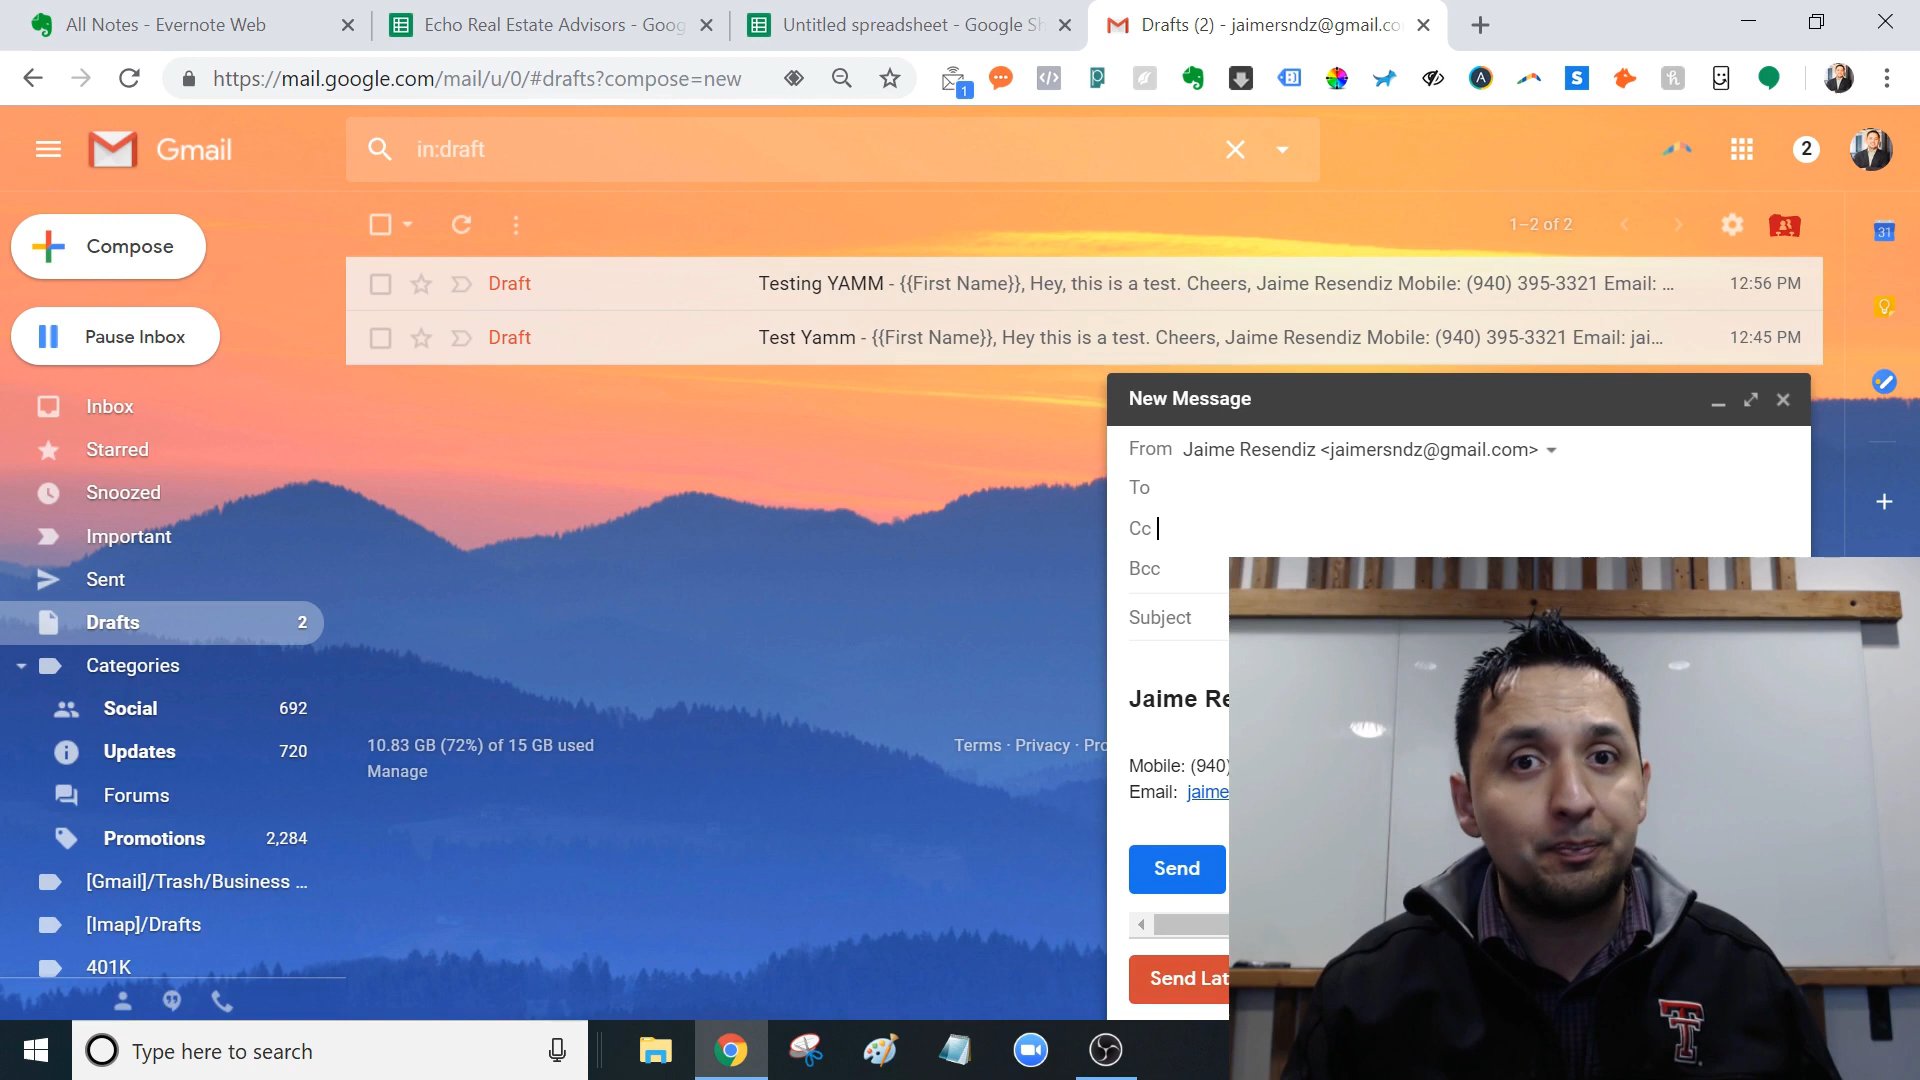 All Notes - Evernote Web
Echo Real Estate Advisors - Goog
Untitled spreadsheet - Google Sh
Drafts (2) - jaimersndz@gmail.co
https://mail.google.com/mail/u/0/#drafts?compose=new
1
Gmail
in:draft
2
Compose
1–2 of 2
31
Draft
Testing YAMM - {{First Name}}, Hey, this is a test. Cheers, Jaime Resendiz Mobile: (940) 395-3321 Email: ...
12:56 PM
Pause Inbox
Draft
Test Yamm - {{First Name}}, Hey this is a test. Cheers, Jaime Resendiz Mobile: (940) 395-3321 Email: jai...
12:45 PM
New Message
From Jaime Resendiz <jaimersndz@gmail.com>
To
Cc
Bcc
Subject
Jaime Re
Mobile: (940)
Email: jaime
Send
Send Lat
Inbox
Starred
Snoozed
Important
Sent
Drafts 2
Categories
Social 692
Updates 720
Forums
Promotions 2,284
[Gmail]/Trash/Business ...
[Imap]/Drafts
401K
10.83 GB (72%) of 15 GB used
Manage
Terms · Privacy · Pro
Type here to search
T